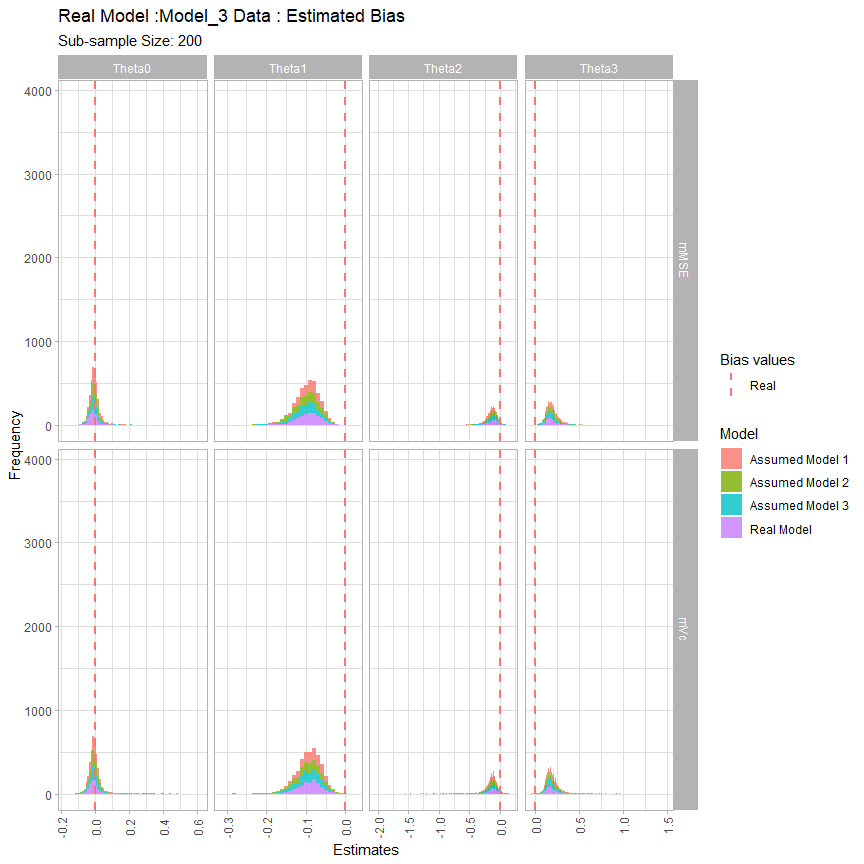 Real Model :Model_3 Data : Estimated Bias
Sub-sample Size: 200
Theta0 Theta1 Theta2 Theta3
4000
3000
2000
1000
0
mMSE
4000
3000
2000
1000
0
mVc
Frequency
-0.2 0.0 0.2 0.4 0.6 -0.3 -0.2 -0.1 0.0 -2.0 -1.5 -1.0 -0.5 0.0 0.0 0.5 1.0 1.5
Estimates
Bias values
Real
Model
Assumed Model 1
Assumed Model 2
Assumed Model 3
Real Model